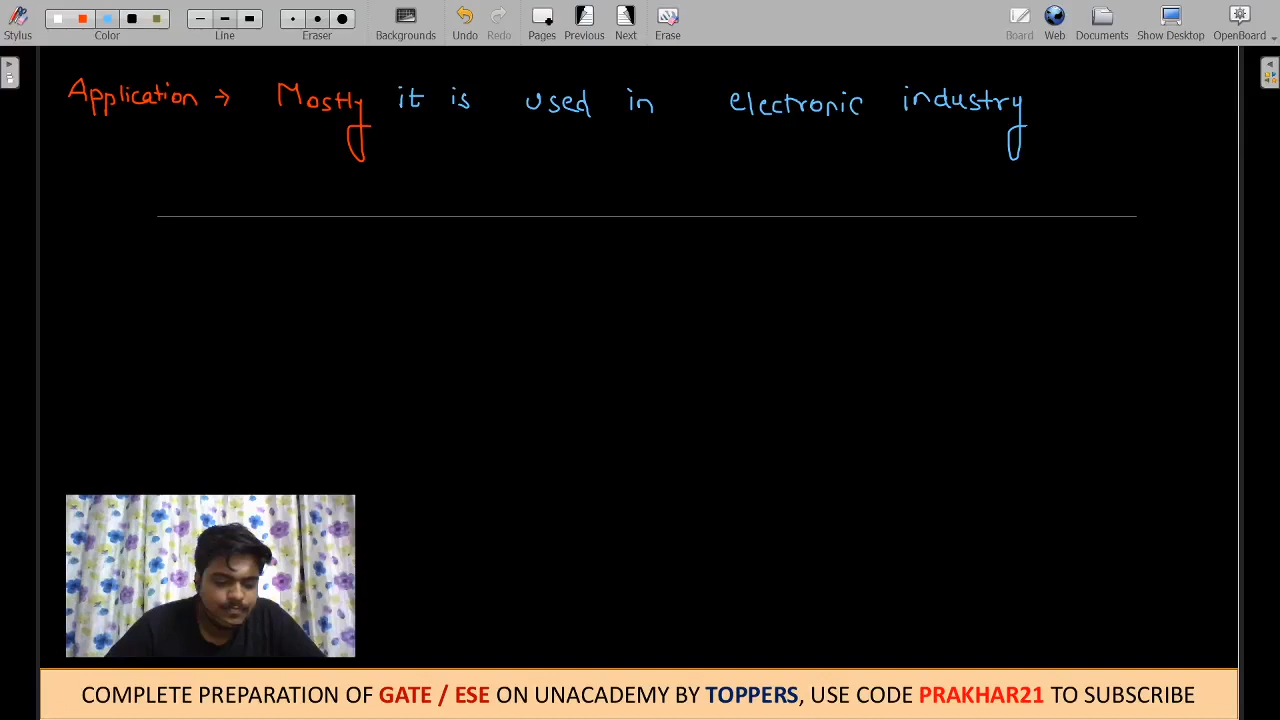 Stylus
Color
Line
Eraser
Backgrounds
Undo
Redo
Pages
Previous
Next
Erase
Board
Web
Documents
Show Desktop
OpenBoard
Application → Mostly it is used in electronic industry
COMPLETE PREPARATION OF GATE / ESE ON UNACADEMY BY TOPPERS, USE CODE PRAKHAR21 TO SUBSCRIBE